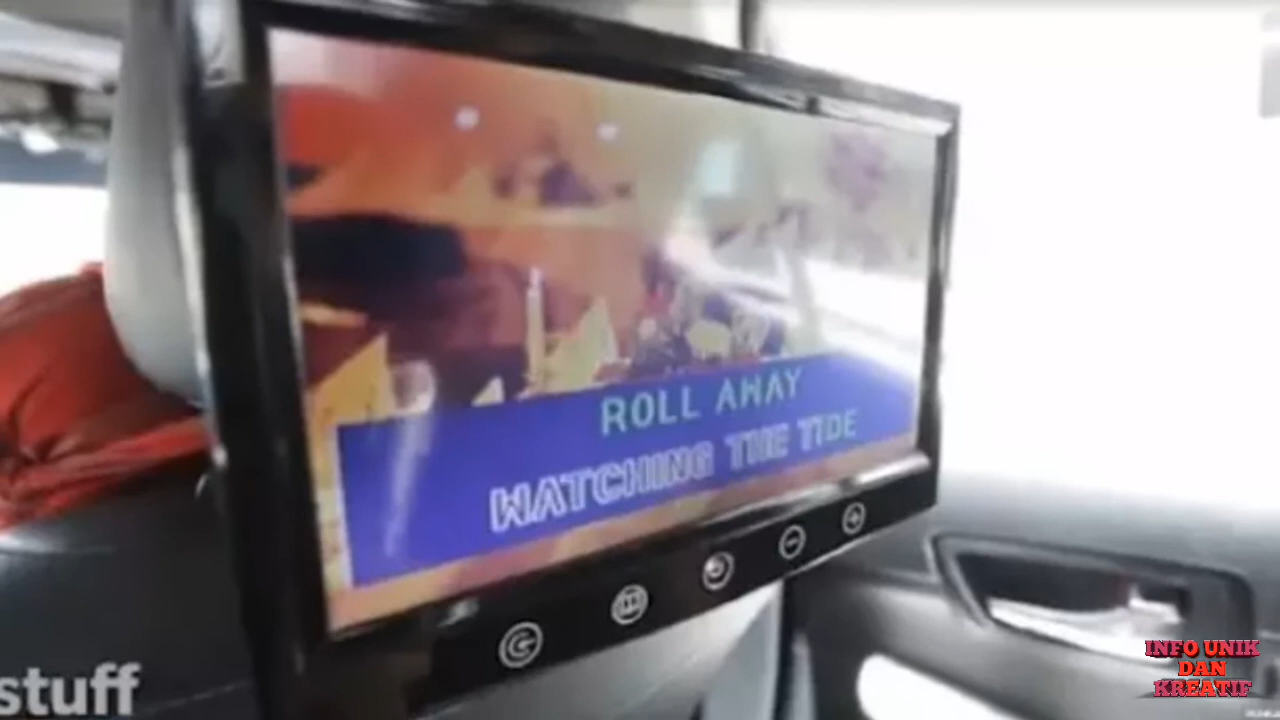 ROLL AWAY
WATCHING THE TIDE
stuff
INFO UNIK
DAN
KREATIF